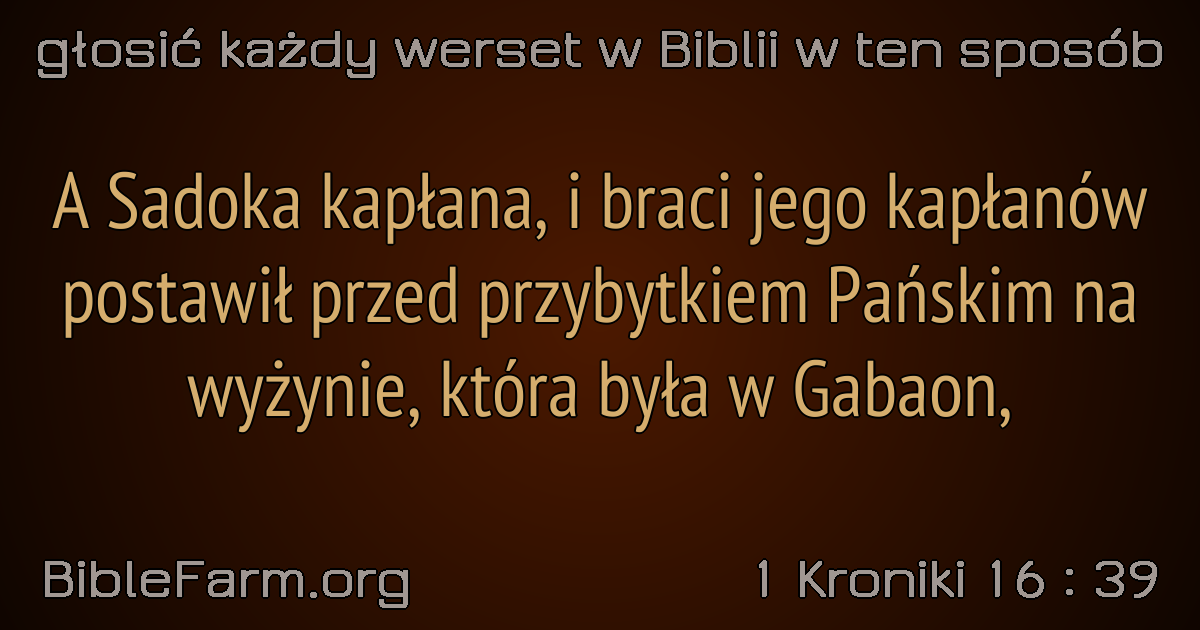 głosić każdy werset w Biblii w ten sposób
A Sadoka kapłana, i braci jego kapłanów
postawił przed przybytkiem Pańskim na
wyżynie, która była w Gabaon,
BibleFarm.org
1 Kroniki 16 : 39